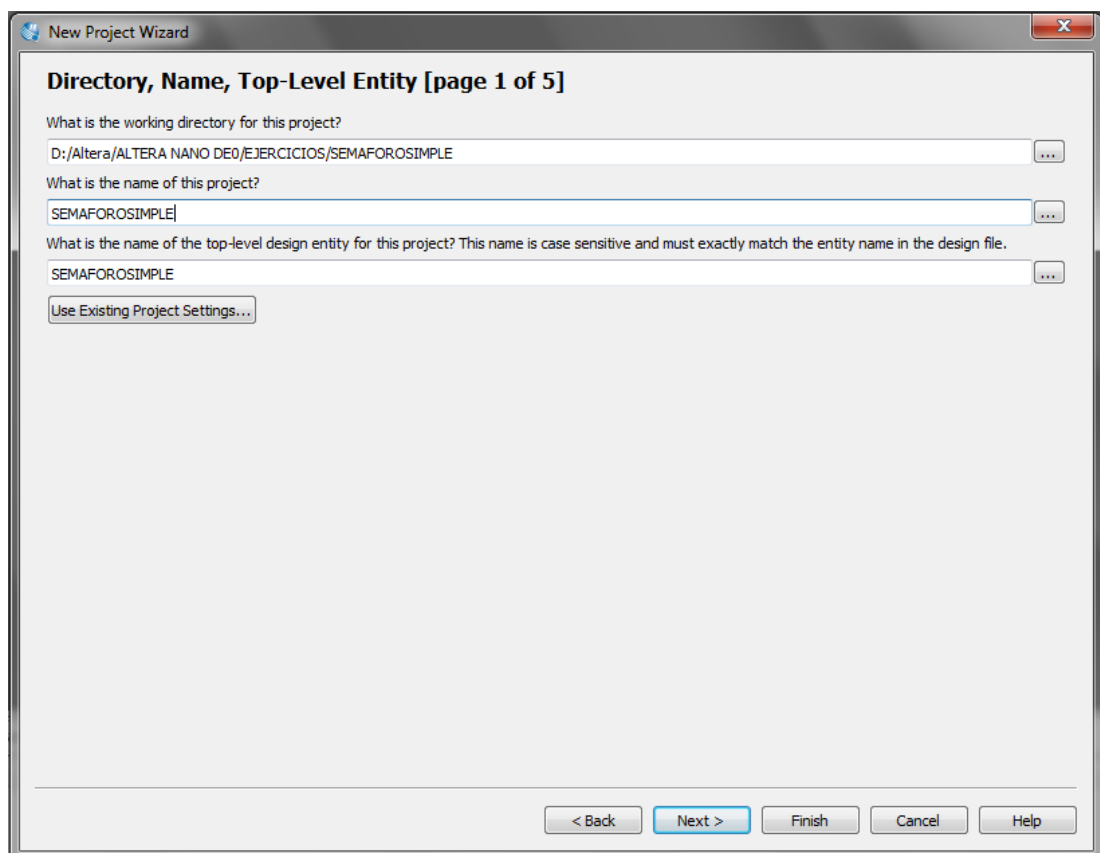 New Project Wizard
Directory, Name, Top-Level Entity [page 1 of 5]
What is the working directory for this project?
D:/Altera/ALTERA NANO DE0/EJERCICIOS/SEMAFOROSIMPLE
...
What is the name of this project?
SEMAFOROSIMPLE
...
What is the name of the top-level design entity for this project? This name is case sensitive and must exactly match the entity name in the design file.
SEMAFOROSIMPLE
...
Use Existing Project Settings...
< Back Next > Finish Cancel Help